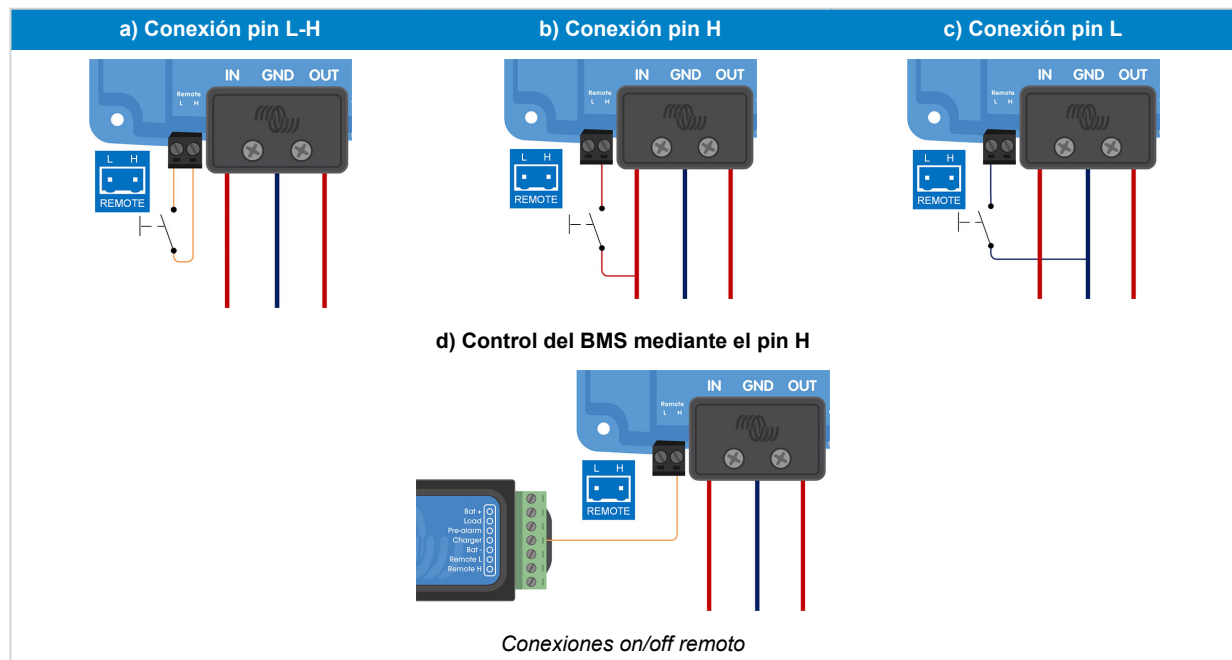 a) Conexión pin L-H
b) Conexión pin H
c) Conexión pin L
IN GND OUT
Remote
L H
L H
REMOTE
IN GND OUT
Remote
L H
L H
REMOTE
IN GND OUT
Remote
L H
L H
REMOTE
d) Control del BMS mediante el pin H
IN GND OUT
Remote
L H
L H
REMOTE
Bat +
Load
Pre-alarm
Charger
Bat -
Remote L
Remote H
Conexiones on/off remoto